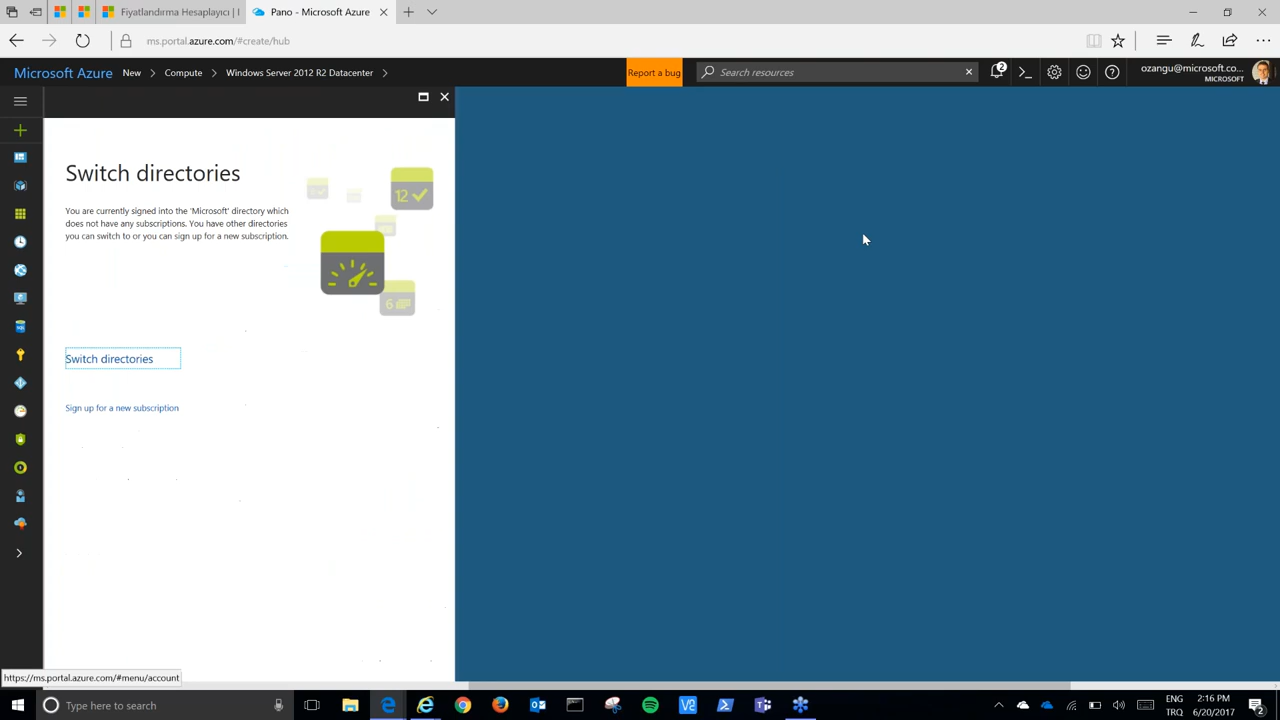 Fiyatlandırma Hesaplayıcı |
Pano - Microsoft Azure
ms.portal.azure.com/#create/hub
Microsoft Azure New Compute Windows Server 2012 R2 Datacenter
Report a bug
Search resources
2
ozangu@microsoft.co...
MICROSOFT
Switch directories
12
You are currently signed into the 'Microsoft' directory which
does not have any subscriptions. You have other directories
you can switch to or you can sign up for a new subscription.
6
Switch directories
Sign up for a new subscription
https://ms.portal.azure.com/#menu/account
Type here to search
ENG
TRQ
2:16 PM
6/20/2017
2